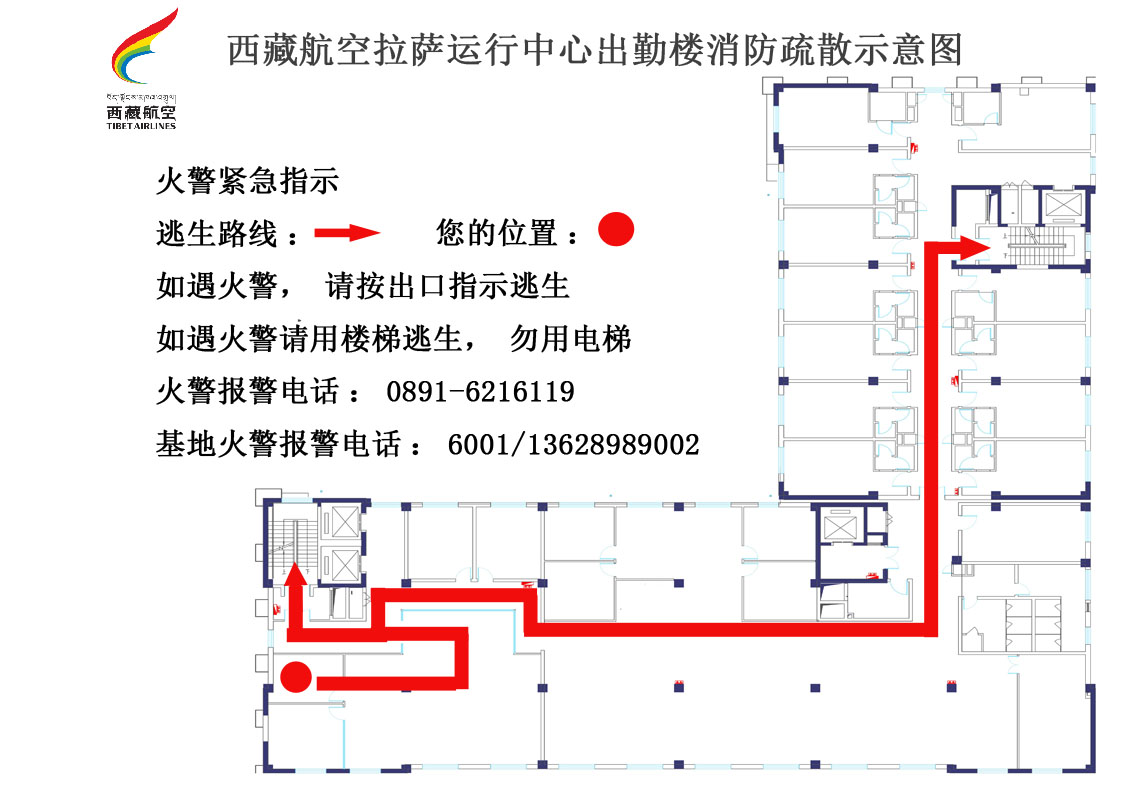 西藏航空拉萨运行中心出勤楼消防疏散示意图
西藏航空
TIBET AIRLINES
火警紧急指示
逃生路线：
您的位置：
如遇火警， 请按出口指示逃生
如遇火警请用楼梯逃生， 勿用电梯
火警报警电话： 0891-6216119
基地火警报警电话： 6001/13628989002
上
下
上
下